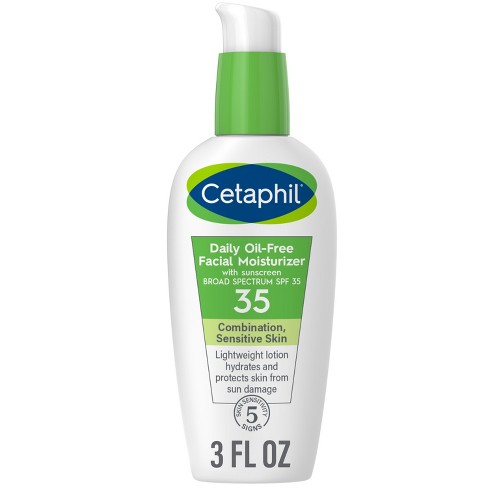 Cetaphil®
Daily Oil-Free
Facial Moisturizer
with sunscreen
BROAD SPECTRUM SPF 35
35
Combination,
Sensitive Skin
Lightweight lotion
hydrates and
protects skin from
sun damage
SKIN SENSITIVITY
5
SIGNS
3 FL OZ